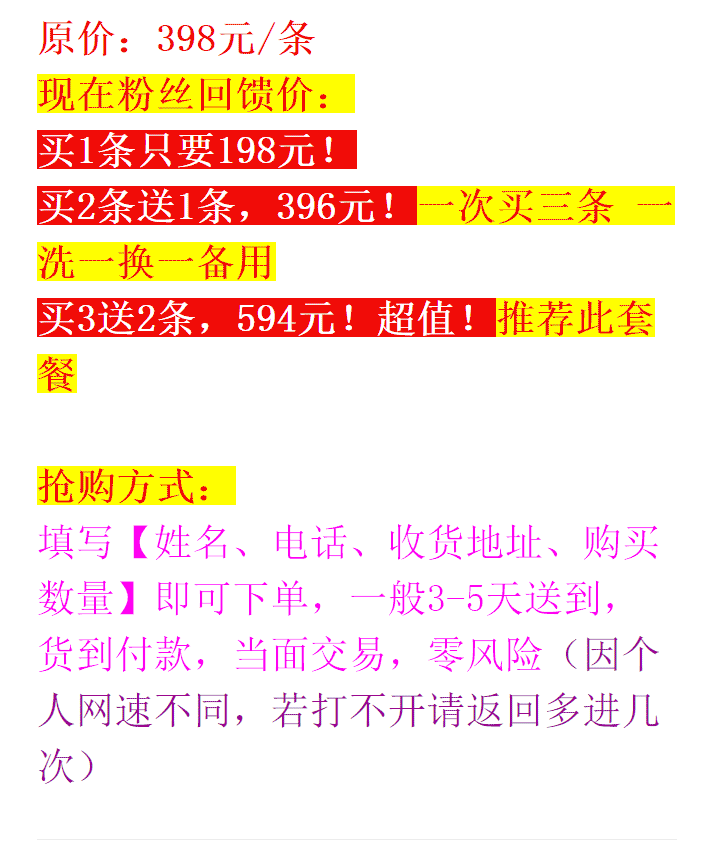 原价：398元/条
现在粉丝回馈价：
买1条只要198元！
买2条送1条，396元！一次买三条 一
洗一换一备用
买3送2条，594元！超值！推荐此套
餐
抢购方式：
填写【姓名、电话、收货地址、购买
数量】即可下单，一般3-5天送到，
货到付款，当面交易，零风险（因个
人网速不同，若打不开请返回多进几
次）